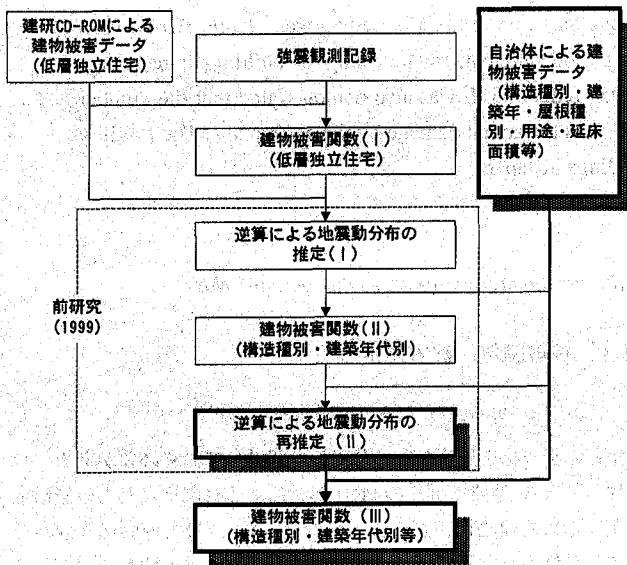 建研CD-ROMによる
建物被害データ
(低層独立住宅)
強震観測記録
自治体による建
物被害データ
(構造種別・建
築年・屋根種
別・用途・延床
面積等)
建物被害関数(Ⅰ)
(低層独立住宅)
逆算による地震動分布の
推定(Ⅰ)
前研究
(1999)
建物被害関数(II)
(構造種別・建築年代別)
逆算による地震動分布の
再推定(II)
建物被害関数(III)
(構造種別・建築年代別等)